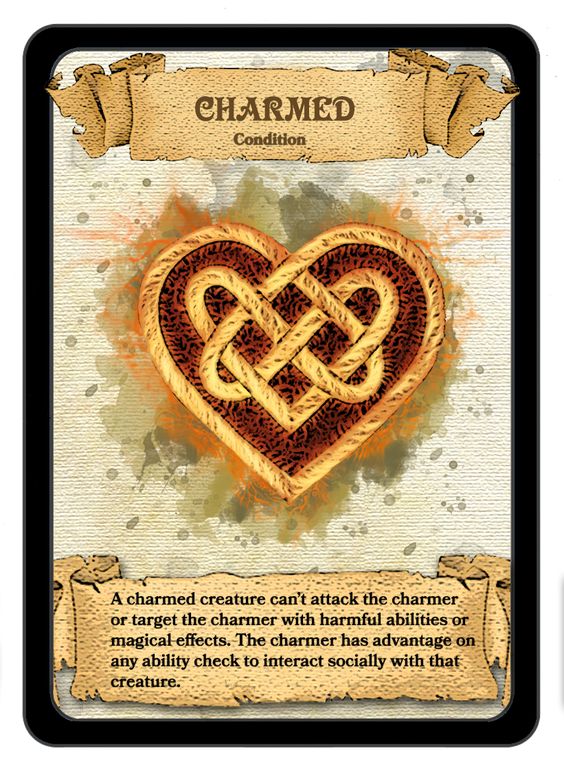 CHARMED
Condition
A charmed creature can't attack the charmer
or target the charmer with harmful abilities or
magical effects. The charmer has advantage on
any ability check to interact socially with that
creature.